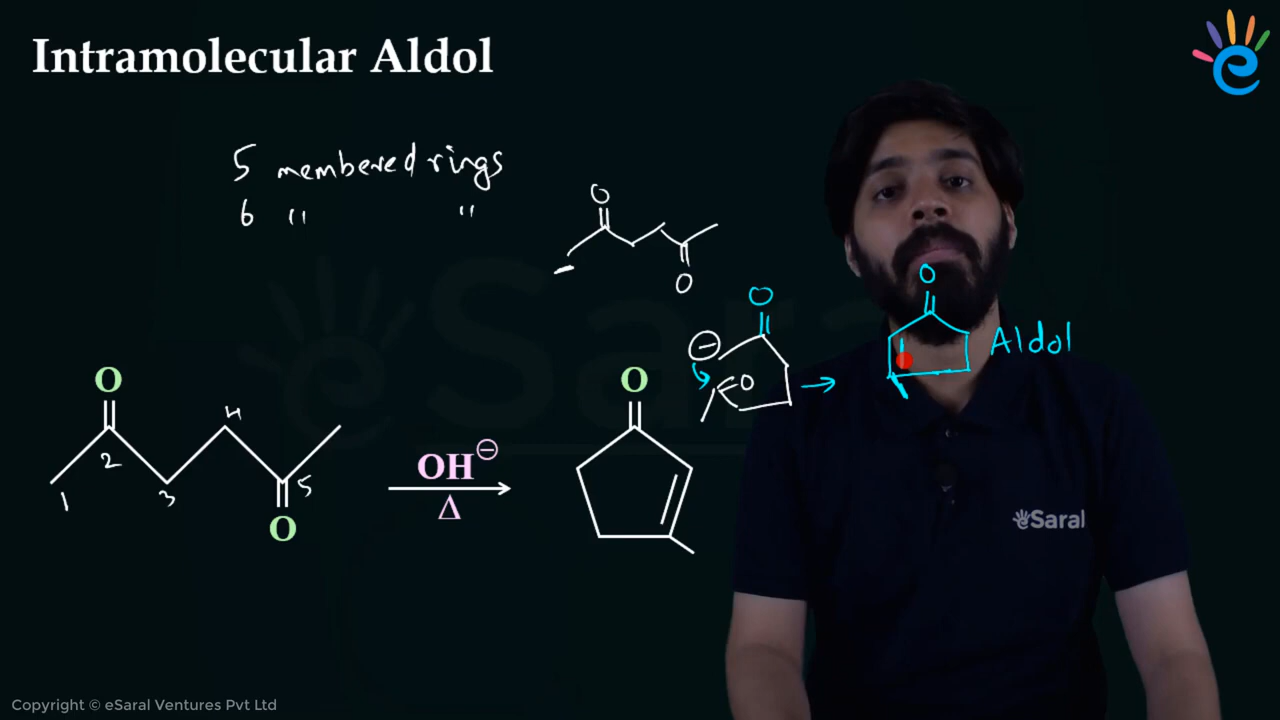 Intramolecular Aldol
5 membered rings
6 " "
O
O
O
O
⊖
O
Aldol
O
1 2 3 4 5
O
OH⊖
Δ
O
eSaral
Copyright © eSaral Ventures Pvt Ltd